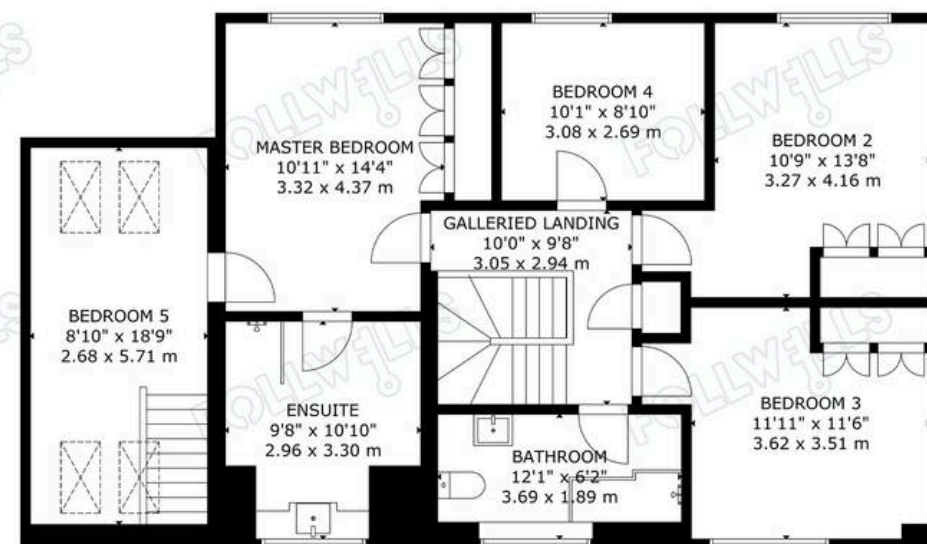 MASTER BEDROOM
10'11" x 14'4"
3.32 x 4.37 m
BEDROOM 4
10'1" x 8'10"
3.08 x 2.69 m
BEDROOM 2
10'9" x 13'8"
3.27 x 4.16 m
GALLERIED LANDING
10'0" x 9'8"
3.05 x 2.94 m
BEDROOM 5
8'10" x 18'9"
2.68 x 5.71 m
ENSUITE
9'8" x 10'10"
2.96 x 3.30 m
BATHROOM
12'1" x 6'2"
3.69 x 1.89 m
BEDROOM 3
11'11" x 11'6"
3.62 x 3.51 m
FOLLWELLS
FOLLWELLS
FOLLWELLS
FOLLWELLS
LS
LS